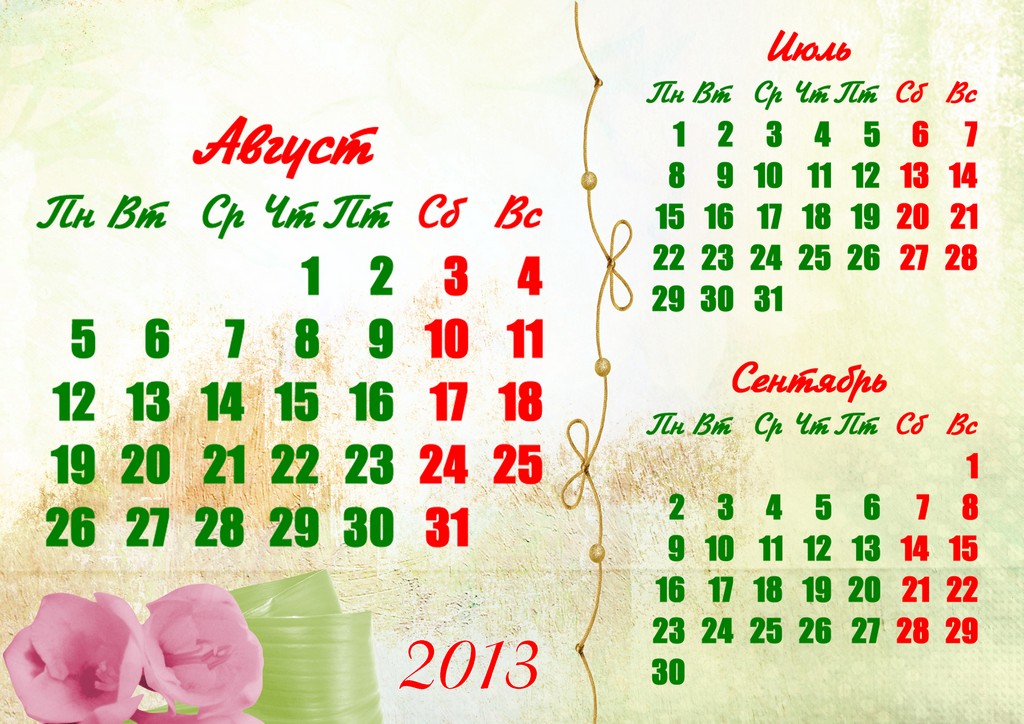 Август
Пн Вт Ср Чт Пт Сб Вс
1 2 3 4
5 6 7 8 9 10 11
12 13 14 15 16 17 18
19 20 21 22 23 24 25
26 27 28 29 30 31
2013
Июль
Пн Вт Ср Чт Пт Сб Вс
1 2 3 4 5 6 7
8 9 10 11 12 13 14
15 16 17 18 19 20 21
22 23 24 25 26 27 28
29 30 31
Сентябрь
Пн Вт Ср Чт Пт Сб Вс
1
2 3 4 5 6 7 8
9 10 11 12 13 14 15
16 17 18 19 20 21 22
23 24 25 26 27 28 29
30